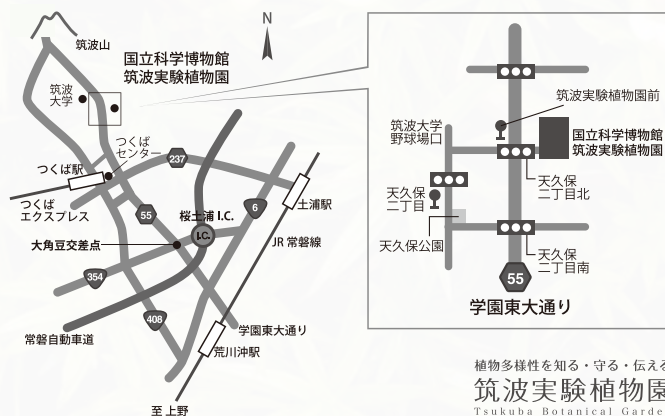 筑波山
N
国立科学博物館
筑波実験植物園
筑波
大学
つくば
センター
つくば駅
237
つくば
エクスプレス
55
桜土浦 I.C.
6
土浦駅
I.C.
大角豆交差点
JR 常磐線
354
408
学園東大通り
常磐自動車道
荒川沖駅
至 上野
筑波実験植物園前
筑波大学
野球場口
国立科学博物館
筑波実験植物園
天久保
二丁目
天久保
二丁目北
天久保公園
天久保
二丁目南
55
学園東大通り
植物多様性を知る・守る・伝える
筑波実験植物園
Tsukuba Botanical Garde